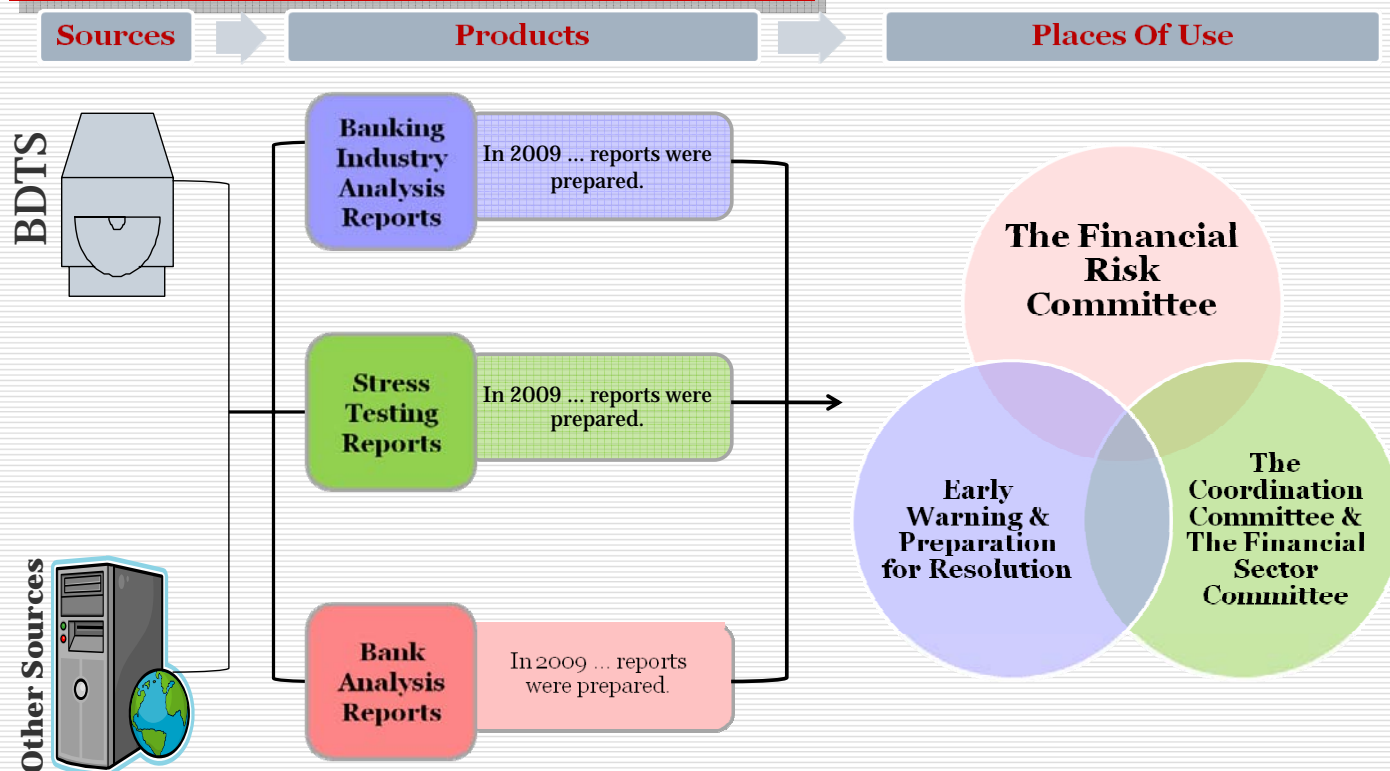 Sources
Products
Places Of Use
BDTS
Banking
Industry
Analysis
Reports
In 2009 ... reports were
prepared.
Stress
Testing
Reports
In 2009 ... reports were
prepared.
Other Sources
Bank
Analysis
Reports
In 2009 ... reports
were prepared.
The Financial
Risk
Committee
Early
Warning &
Preparation
for Resolution
The
Coordination
Committee &
The Financial
Sector
Committee